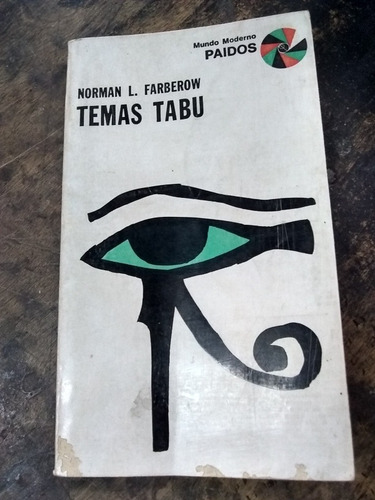 Mundo Moderno
PAIDOS
NORMAN L. FARBEROW
TEMAS TABU